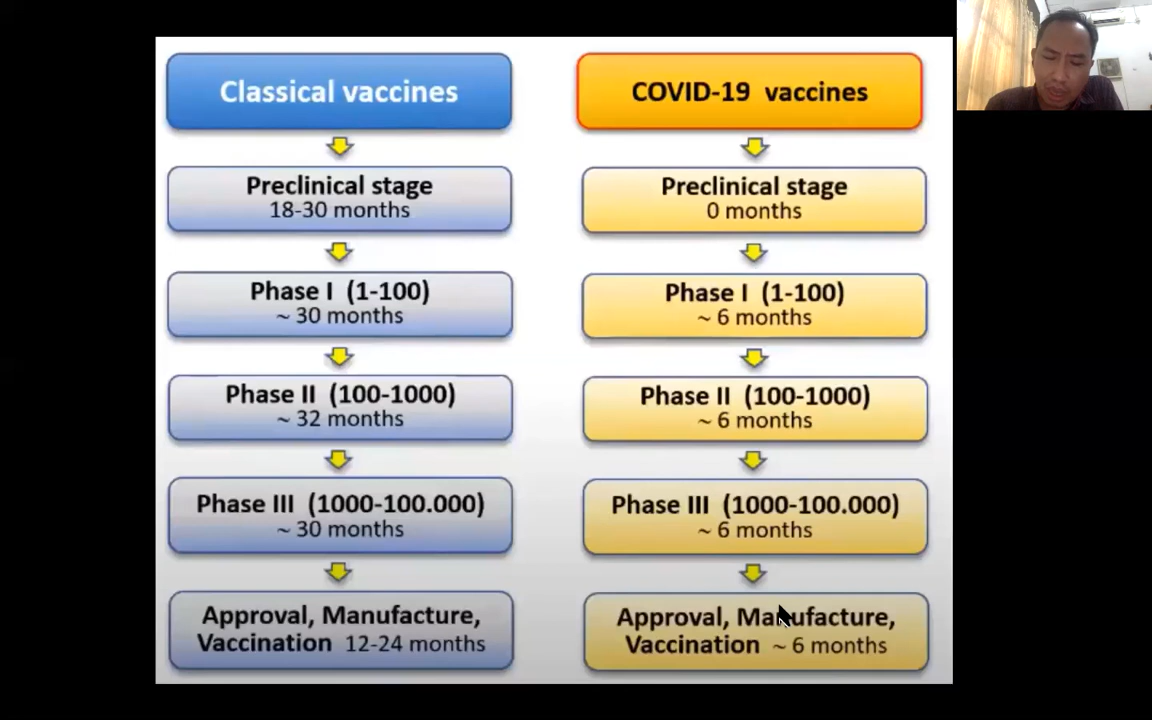 Classical vaccines
Preclinical stage
18-30 months
Phase I (1-100)
~ 30 months
Phase II (100-1000)
~ 32 months
Phase III (1000-100.000)
~ 30 months
Approval, Manufacture,
Vaccination 12-24 months
COVID-19 vaccines
Preclinical stage
0 months
Phase I (1-100)
~ 6 months
Phase II (100-1000)
~ 6 months
Phase III (1000-100.000)
~ 6 months
Approval, Manufacture,
Vaccination ~ 6 months